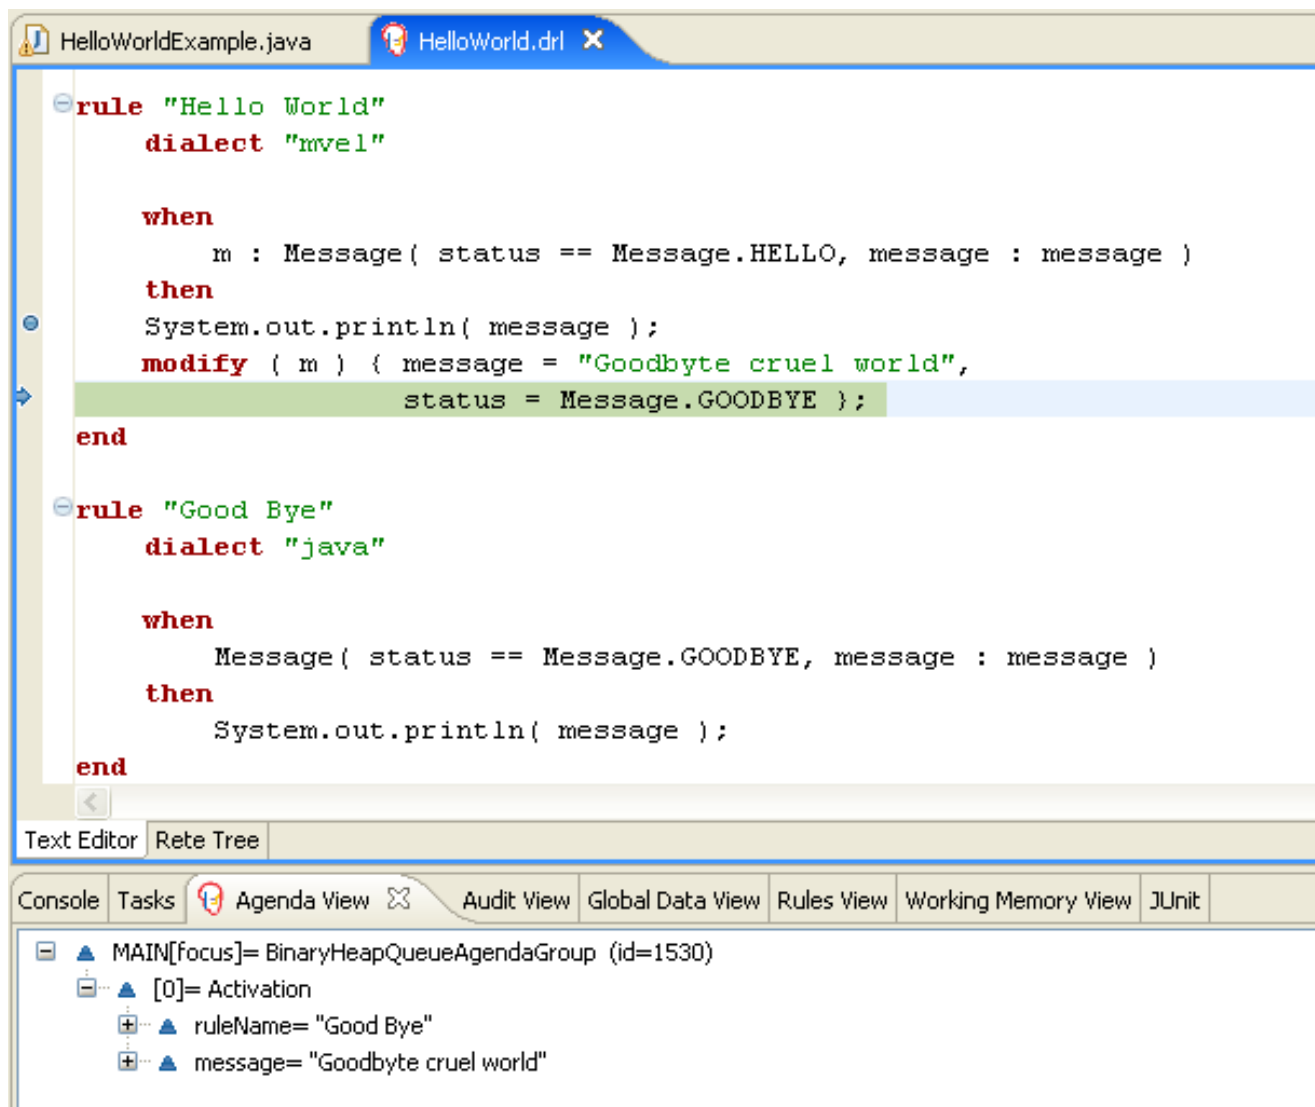 HelloWorldExample.java HelloWorld.drl
rule "Hello World"
dialect "mvel"
when
m : Message( status == Message.HELLO, message : message )
then
System.out.println( message );
modify ( m ) { message = "Goodbyte cruel world",
status = Message.GOODBYE };
end
rule "Good Bye"
dialect "java"
when
Message( status == Message.GOODBYE, message : message )
then
System.out.println( message );
end
Text Editor Rete Tree
Console Tasks Agenda View Audit View Global Data View Rules View Working Memory View JUnit
MAIN[focus]= BinaryHeapQueueAgendaGroup (id=1530)
[0]= Activation
ruleName= "Good Bye"
message= "Goodbyte cruel world"